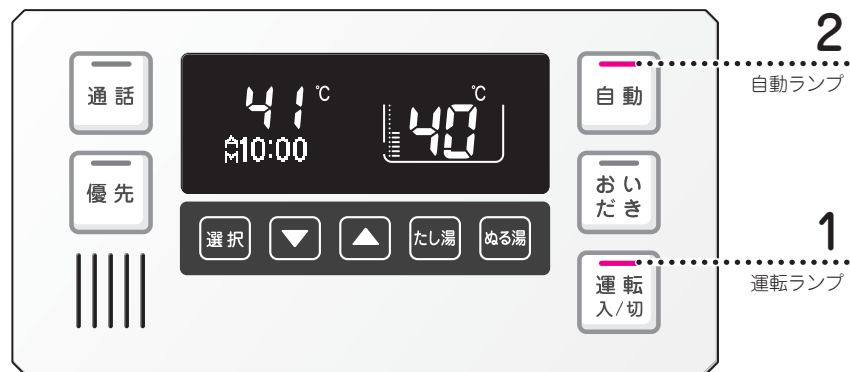 通話
優先
41℃
AM10:00
40℃
選択
たし湯
ぬる湯
自動
おい
だき
運転
入/切
2
自動ランプ
1
運転ランプ